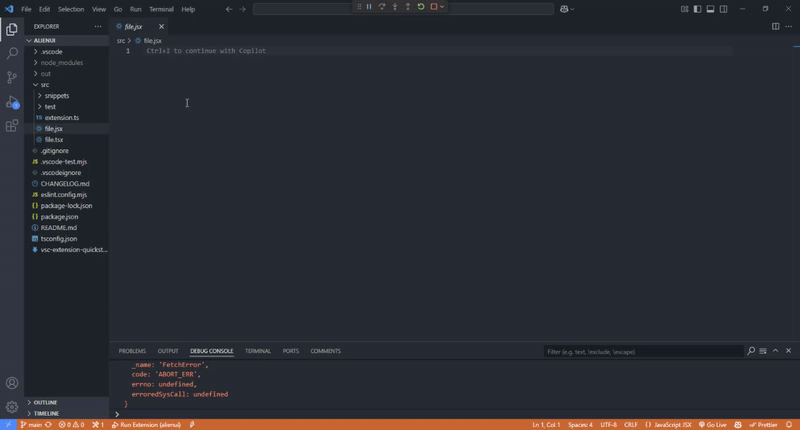 File Edit Selection View Go Run Terminal Help
EXPLORER
file.jsx
ALIENUI
src > file.jsx
.vscode
1 Ctrl+I to continue with Copilot
node_modules
out
src
snippets
test
TS extension.ts
file.jsx
file.tsx
.gitignore
JS .vscode-test.mjs
.vscodeignore
CHANGELOG.md
JS eslint.config.mjs
{} package-lock.json
{} package.json
README.md
tsconfig.json
vsc-extension-quickst...
PROBLEMS OUTPUT DEBUG CONSOLE TERMINAL PORTS COMMENTS
Filter (e.g. text, !exclude, \escape)
_name: 'FetchError',
code: 'ABORT_ERR',
errno: undefined,
erroredSysCall: undefined
}
>
OUTLINE
TIMELINE
main 0 0 1 Run Extension (alienui) Ln 1, Col 1 Spaces: 4 UTF-8 CRLF {} JavaScript JSX Go Live Prettier